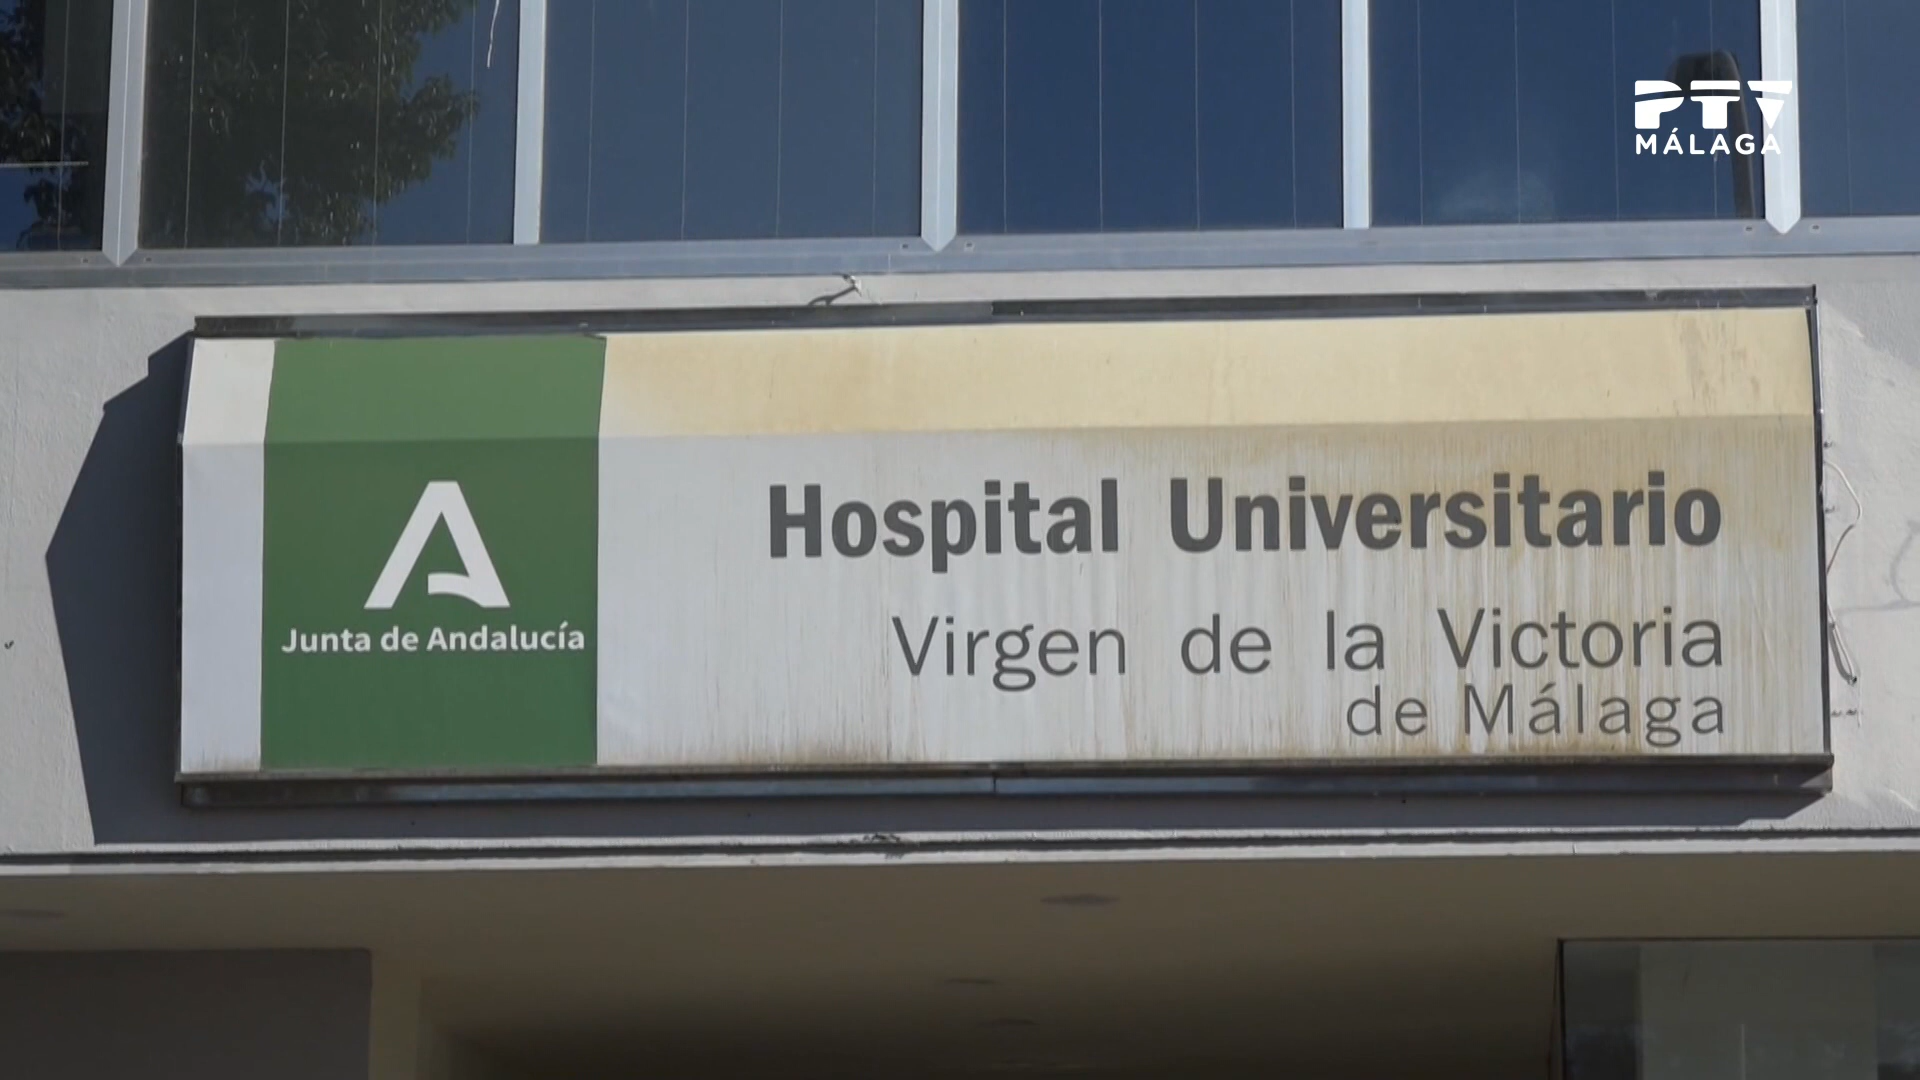 PTV
MÁLAGA
Hospital Universitario
Virgen de la Victoria
de Málaga
Junta de Andalucía